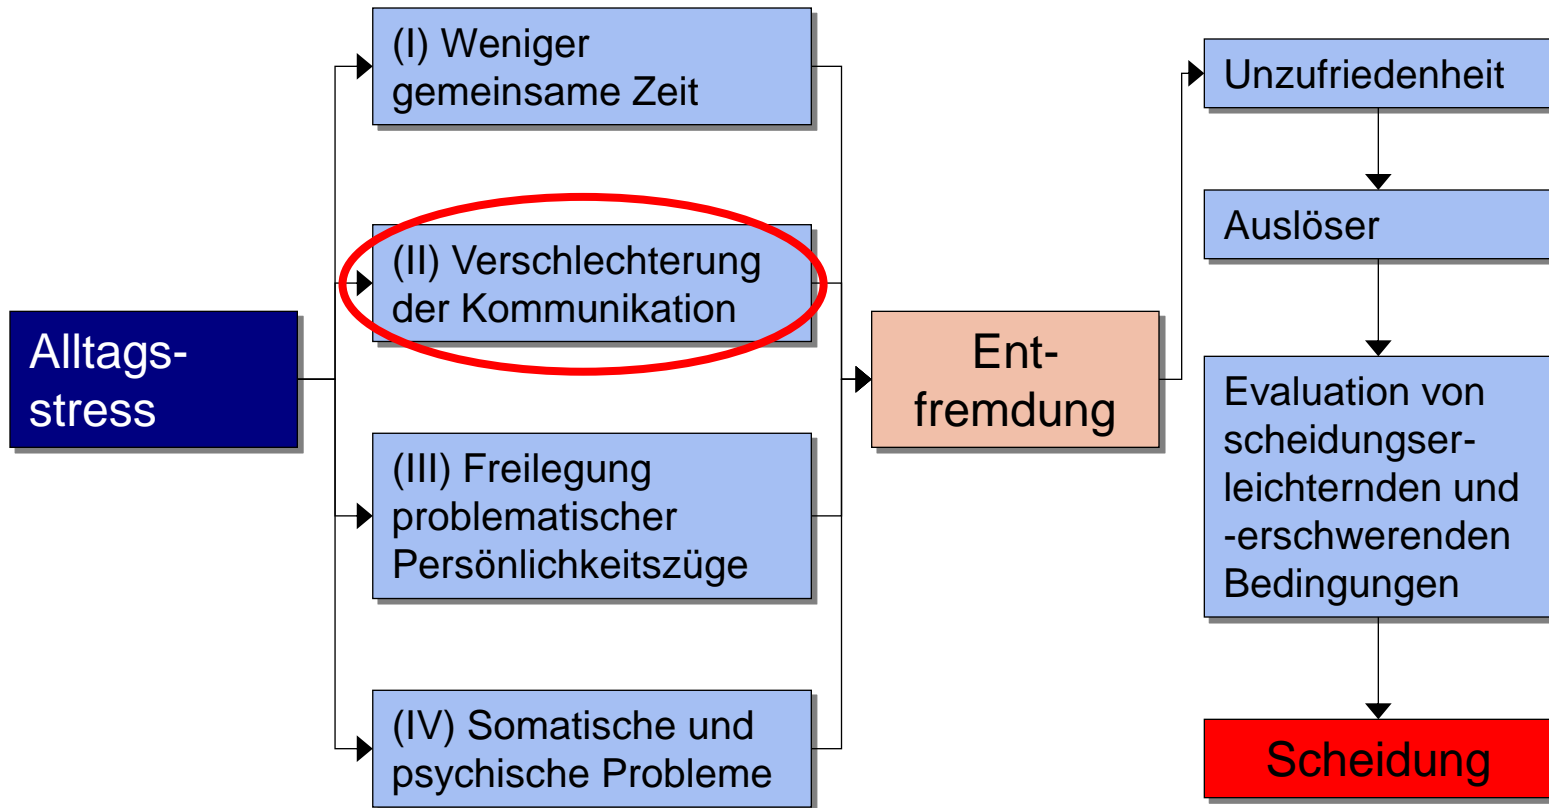 Alltags-
stress
(I) Weniger
gemeinsame Zeit
(II) Verschlechterung
der Kommunikation
(III) Freilegung
problematischer
Persönlichkeitszüge
(IV) Somatische und
psychische Probleme
Ent-
fremdung
Unzufriedenheit
Auslöser
Evaluation von
scheidungser-
leichternden und
-erschwerenden
Bedingungen
Scheidung